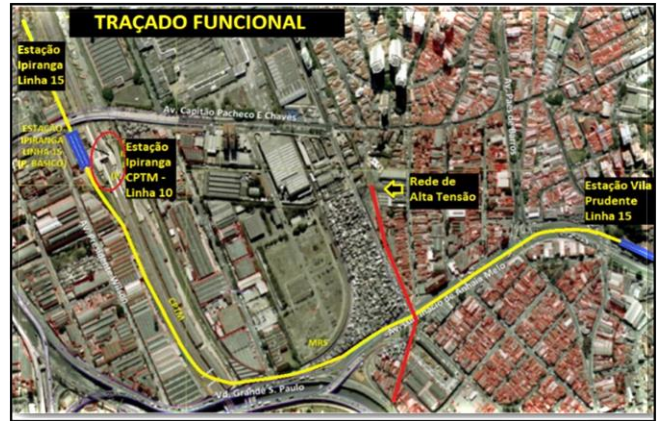 TRAÇADO FUNCIONAL
Estação
Ipiranga
Linha 15
Av. Capitão Pacheco E Chaves
ESTAÇÃO
IPIRANGA
LINHA 15
(P. BÁSICO)
Estação
Ipiranga
CPTM -
Linha 10
Rede de
Alta Tensão
Estação Vila
Prudente
Linha 15
CPTM
MRS
Vd. Grande S. Paulo